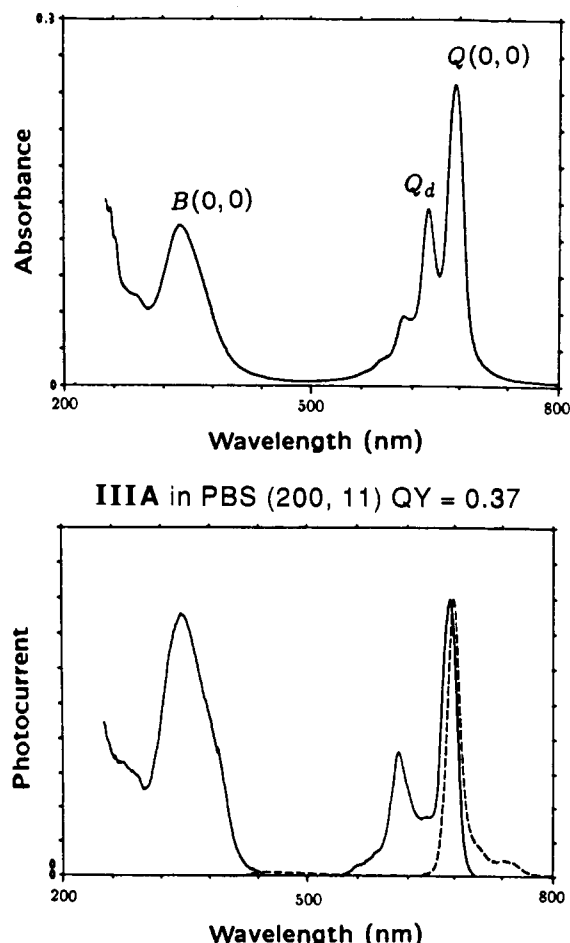 0.3
Q(0,0)
Q_d
B(0,0)
Absorbance
0
200
500
800
Wavelength (nm)
IIIA in PBS (200, 11) QY = 0.37
Photocurrent
0
0
200
500
800
Wavelength (nm)